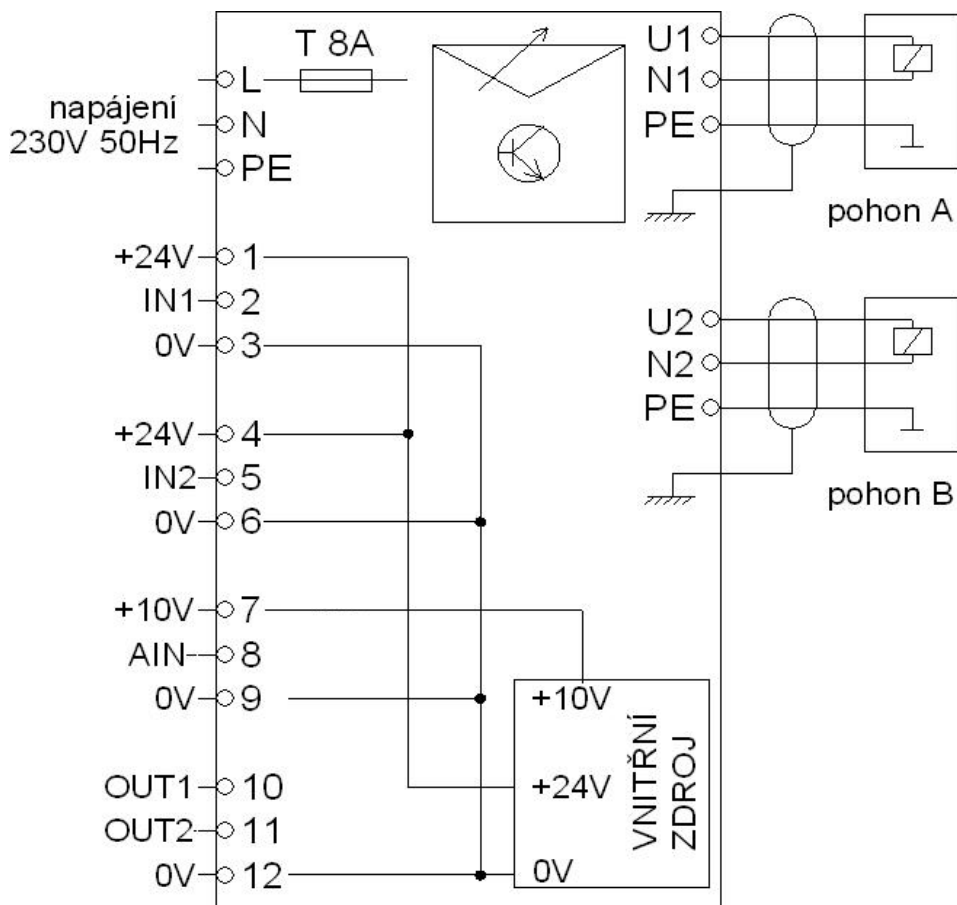 T 8A
L
napájení
230V 50Hz
N
PE
+24V 1
IN1 2
0V 3
+24V 4
IN2 5
0V 6
+10V 7
AIN 8
0V 9
OUT1 10
OUT2 11
0V 12
+10V
+24V
0V
VNITŘNÍ
ZDROJ
U1
N1
PE
pohon A
U2
N2
PE
pohon B